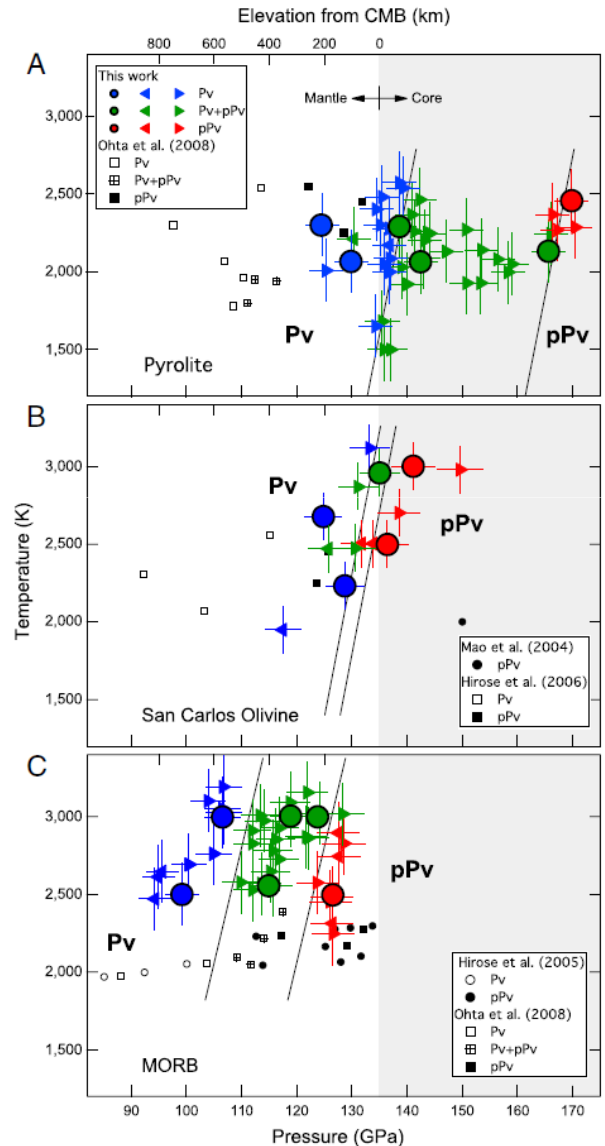 Elevation from CMB (km)
800 600 400 200 0
A
This work
Pv
Pv+pPv
pPv
Ohta et al. (2008)
Pv
Pv+pPv
pPv
Mantle Core
3,000
2,500
2,000
1,500
Pv
pPv
Pyrolite
B
3,000
2,500
2,000
1,500
Pv
pPv
Temperature (K)
San Carlos Olivine
Mao et al. (2004)
pPv
Hirose et al. (2006)
Pv
pPv
C
3,000
2,500
2,000
1,500
pPv
Pv
MORB
Hirose et al. (2005)
Pv
pPv
Ohta et al. (2008)
Pv
Pv+pPv
pPv
90 100 110 120 130 140 150 160 170
Pressure (GPa)